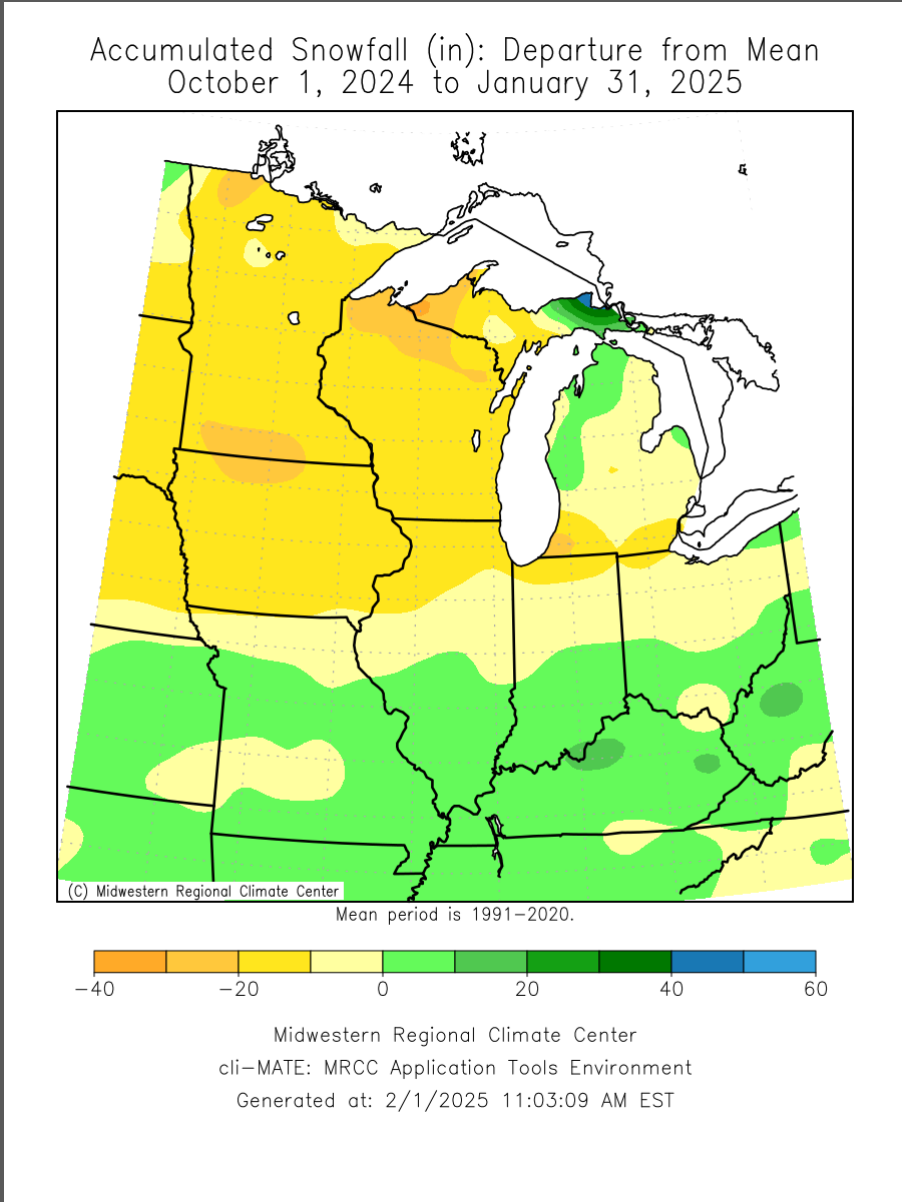 Accumulated Snowfall (in): Departure from Mean
October 1, 2024 to January 31, 2025
(C) Midwestern Regional Climate Center
Mean period is 1991-2020.
-40 -20 0 20 40 60
Midwestern Regional Climate Center
cli-MATE: MRCC Application Tools Environment
Generated at: 2/1/2025 11:03:09 AM EST